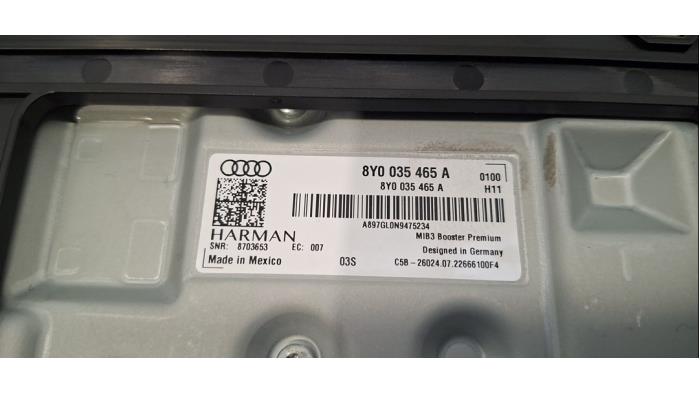 8Y0 035 465 A
8Y0 035 465 A
0100
H11
A897GL0N9475234
HARMAN
MIB3 Booster Premium
SNR: 8703653 EC: 007
Designed in Germany
Made in Mexico 03S C5B-26024.07.22666100F4